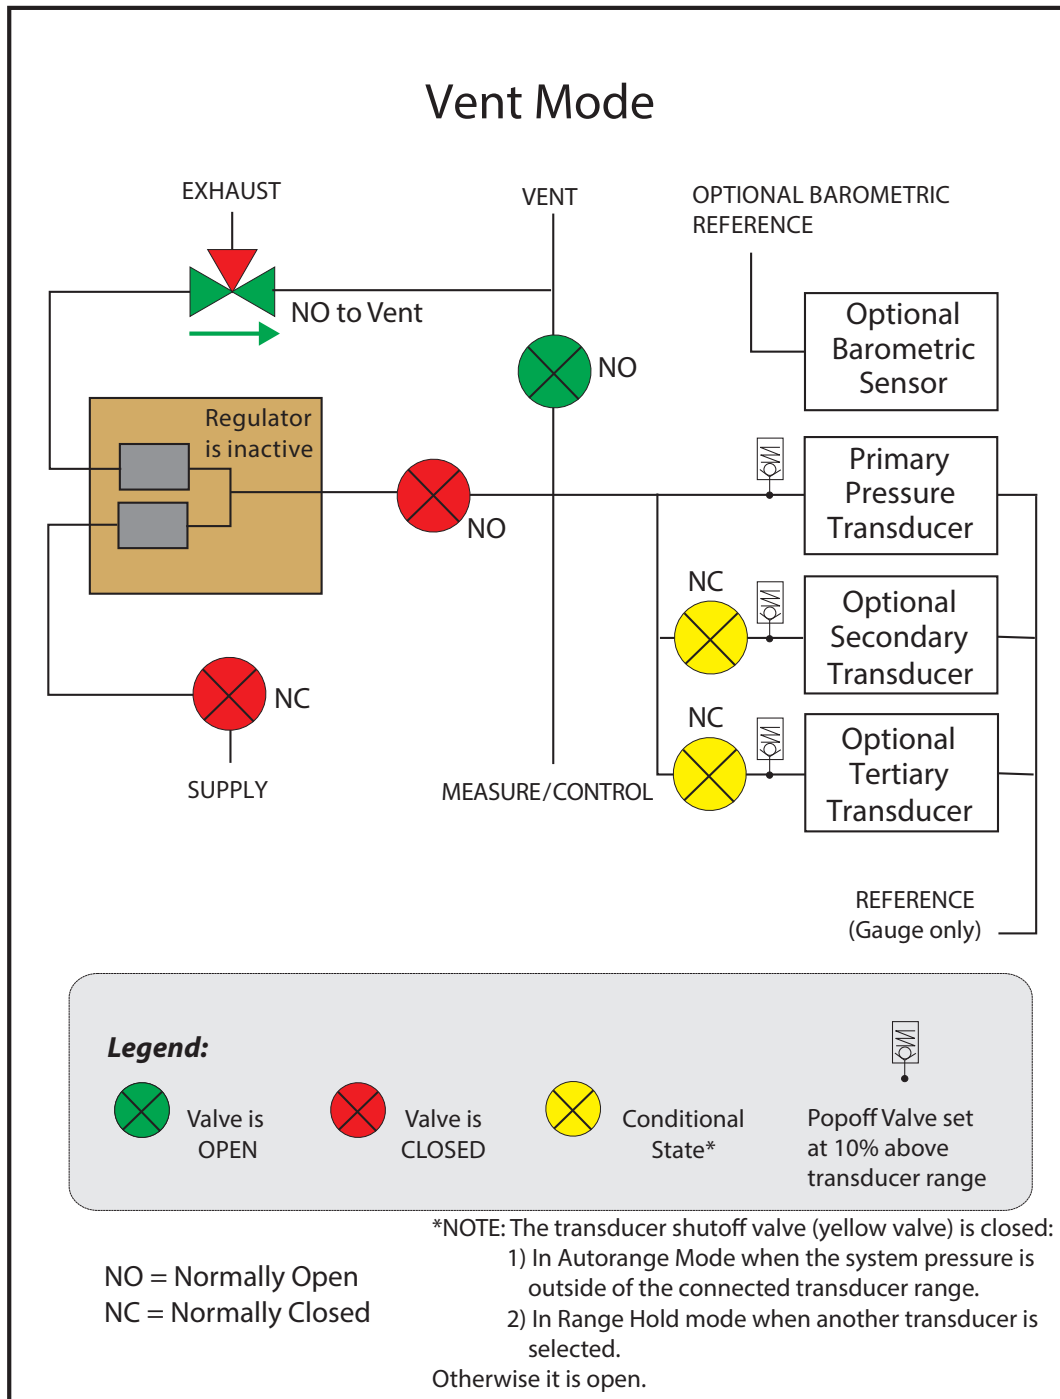 Vent Mode
EXHAUST
VENT
OPTIONAL BAROMETRIC
REFERENCE
NO to Vent
NO
Optional
Barometric
Sensor
Regulator
is inactive
NO
Primary
Pressure
Transducer
NC
Optional
Secondary
Transducer
NC
NC
Optional
Tertiary
Transducer
SUPPLY
MEASURE/CONTROL
REFERENCE
(Gauge only)
Legend:
Valve is
OPEN
Valve is
CLOSED
Conditional
State*
Popoff Valve set
at 10% above
transducer range
NO = Normally Open
NC = Normally Closed
*NOTE: The transducer shutoff valve (yellow valve) is closed:
1) In Autorange Mode when the system pressure is
outside of the connected transducer range.
2) In Range Hold mode when another transducer is
selected.
Otherwise it is open.